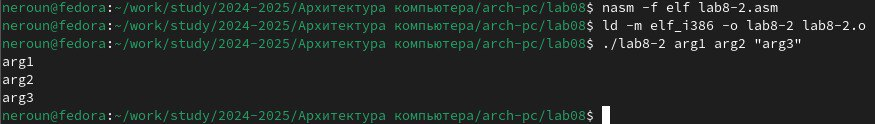 neroun@fedora:~/work/study/2024-2025/Архитектура компьютера/arch-pc/lab08$ nasm -f elf lab8-2.asm
neroun@fedora:~/work/study/2024-2025/Архитектура компьютера/arch-pc/lab08$ ld -m elf_i386 -o lab8-2 lab8-2.o
neroun@fedora:~/work/study/2024-2025/Архитектура компьютера/arch-pc/lab08$ ./lab8-2 arg1 arg2 "arg3"
arg1
arg2
arg3
neroun@fedora:~/work/study/2024-2025/Архитектура компьютера/arch-pc/lab08$